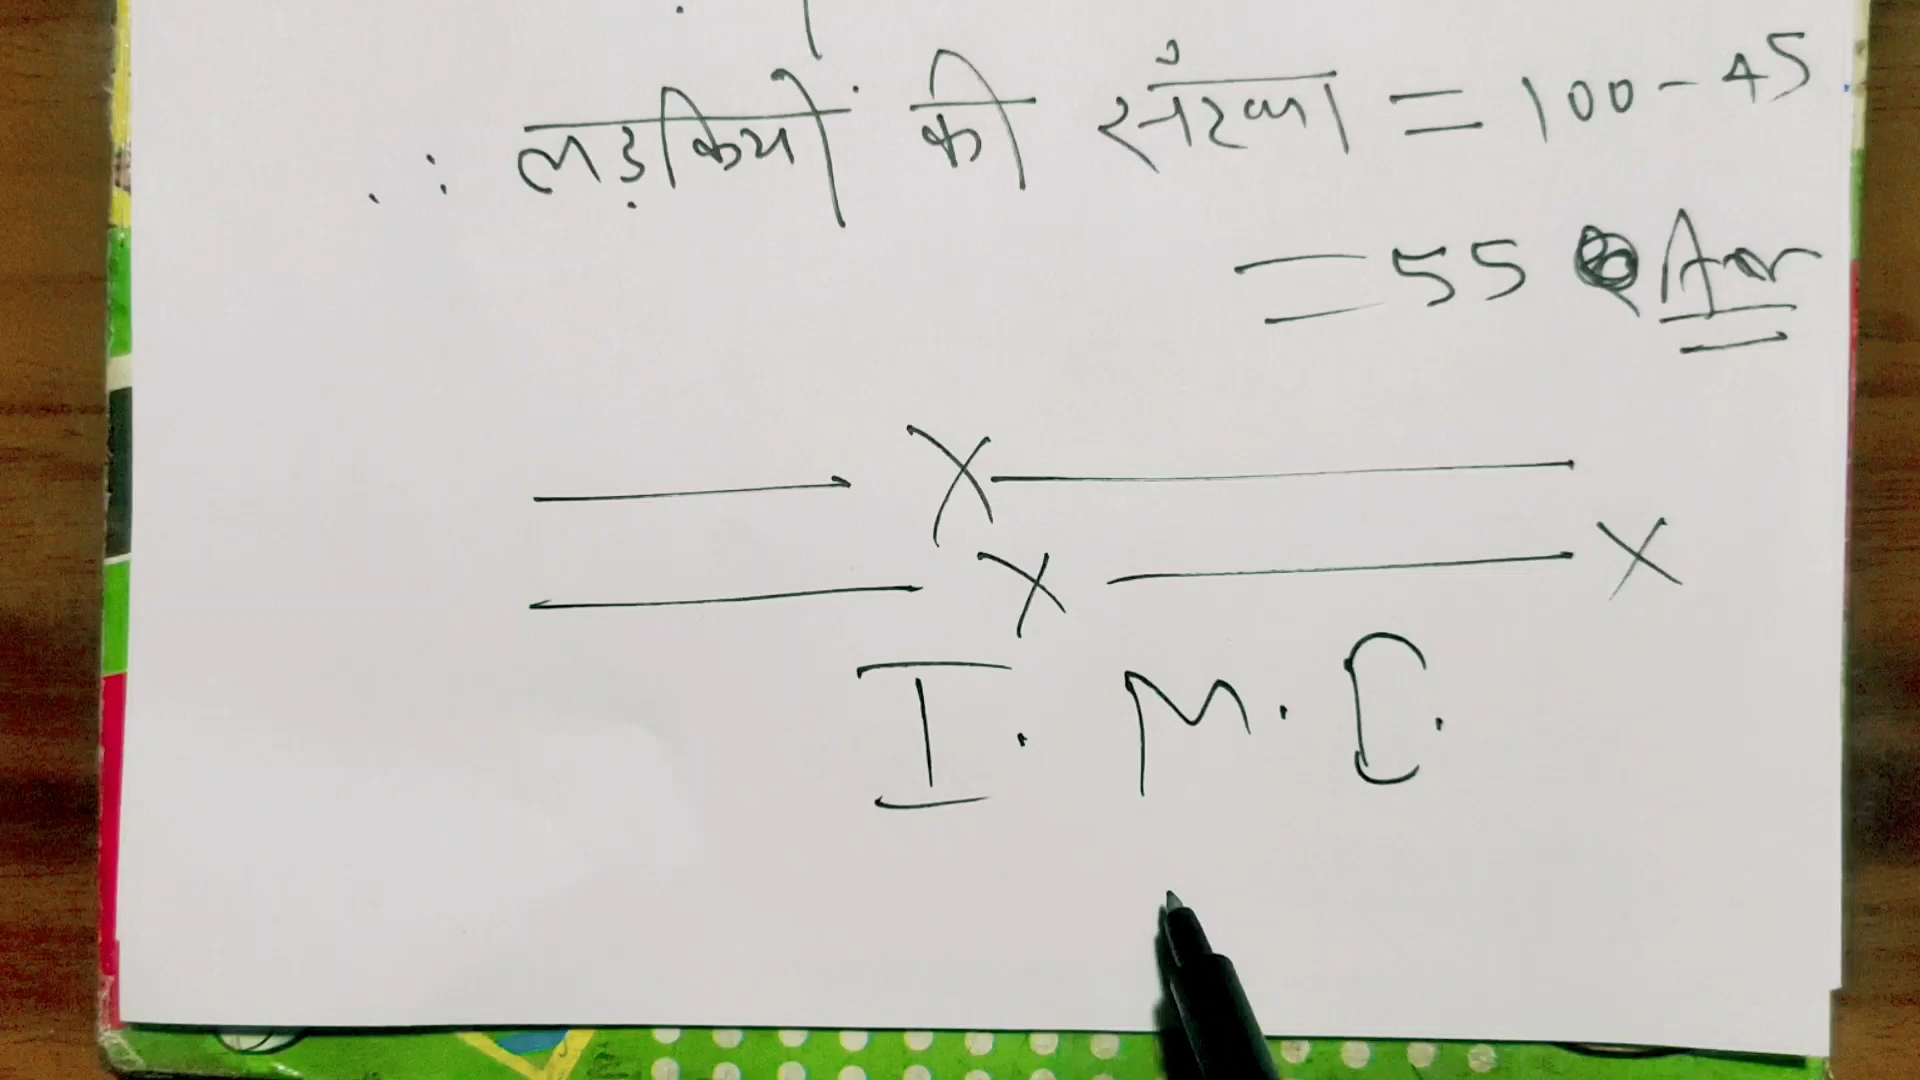 ∴ लड़कियों की संख्या = 100 - 45
= 55 Ans
I. M. C.